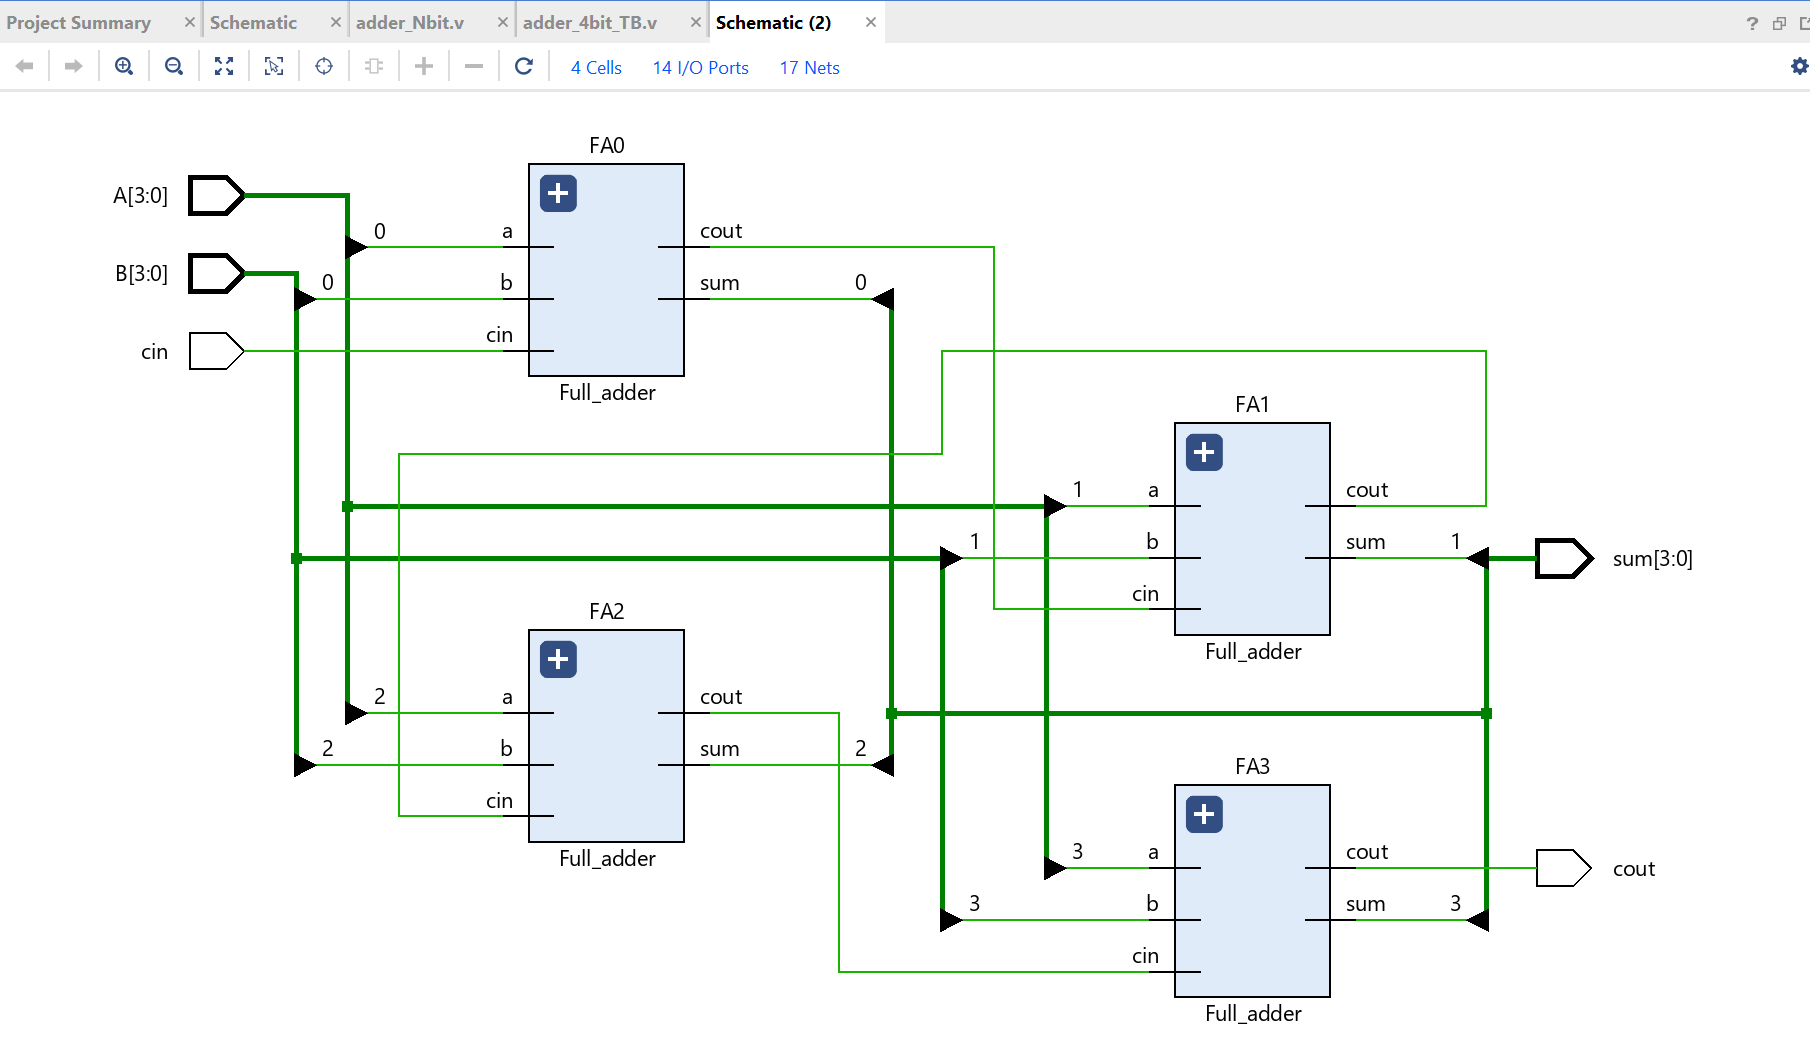 Project Summary × Schematic × adder_Nbit.v × adder_4bit_TB.v × Schematic (2) × ?
4 Cells 14 I/O Ports 17 Nets
FA0
A[3:0]
0 a cout
B[3:0]
0 b sum 0
cin
cin
Full_adder
FA1
1 a cout
1 b sum 1
sum[3:0]
cin
FA2
Full_adder
2 a cout
2 b sum 2
FA3
cin
3 a cout
Full_adder
cout
3 b sum 3
cin
Full_adder